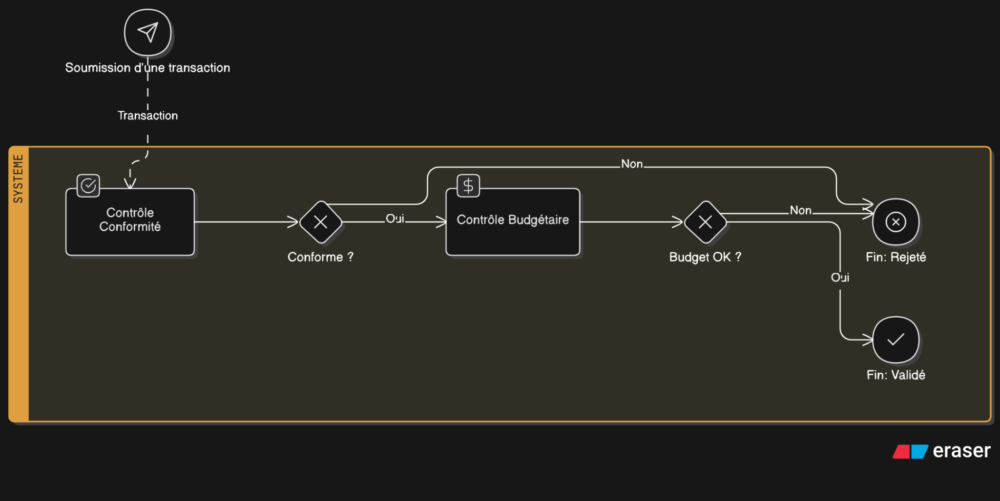 Soumission d'une transaction
Transaction
SYSTEME
Non
Contrôle
Conformité
Oui
Contrôle Budgétaire
Non
Conforme ?
Budget OK ?
Fin: Rejeté
Oui
Fin: Validé
eraser